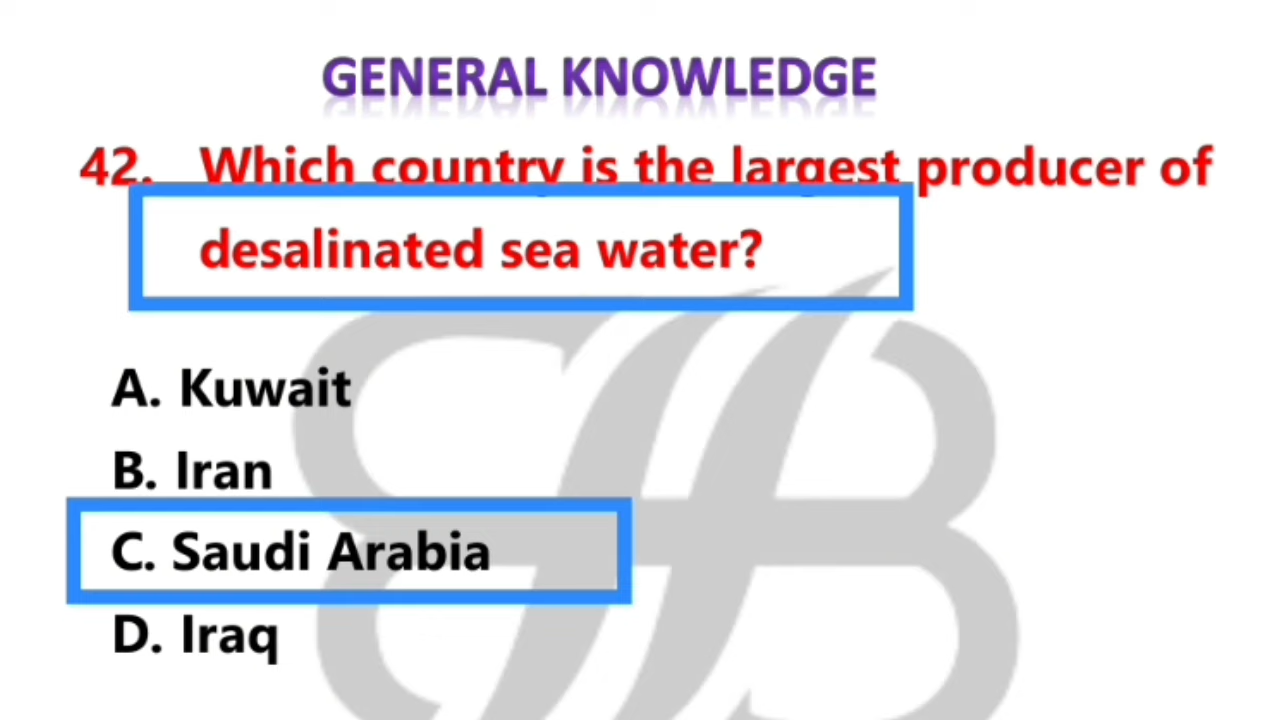 GENERAL KNOWLEDGE
42. Which country is the largest producer of
desalinated sea water?
A. Kuwait
B. Iran
C. Saudi Arabia
D. Iraq